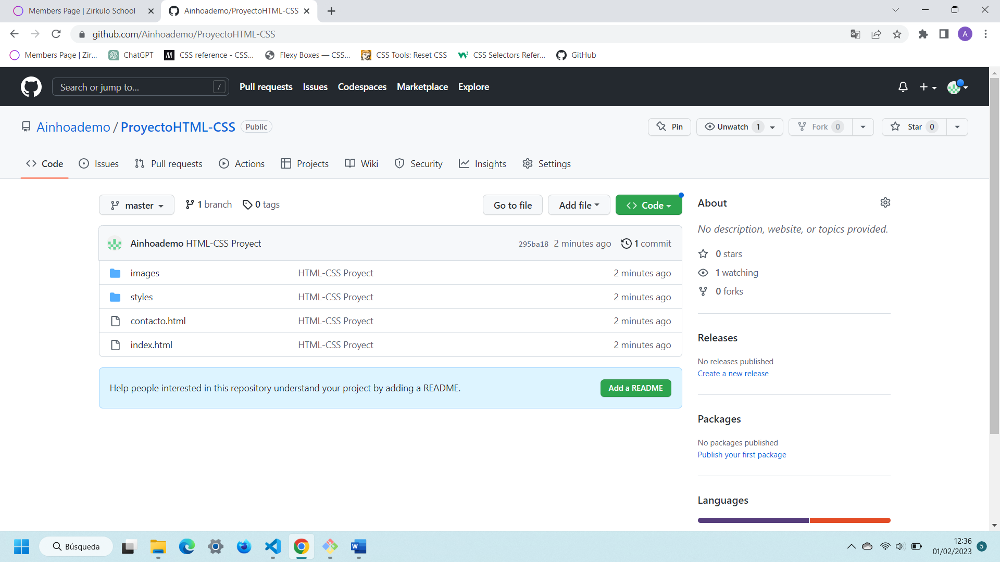 Members Page | Zirkulo School
Ainhoademo/ProyectoHTML-CSS
github.com/Ainhoademo/ProyectoHTML-CSS
A
Members Page | Zir...
ChatGPT
M
CSS reference - CSS...
Flexy Boxes — CSS...
CSS Tools: Reset CSS
CSS Selectors Refer...
GitHub
Search or jump to...
/
Pull requests
Issues
Codespaces
Marketplace
Explore
Ainhoademo / ProyectoHTML-CSS
Public
Pin
Unwatch 1
Fork 0
Star 0
Code
Issues
Pull requests
Actions
Projects
Wiki
Security
Insights
Settings
master
1 branch
0 tags
Go to file
Add file
Code
Ainhoademo HTML-CSS Proyect
295ba18 2 minutes ago
1 commit
images HTML-CSS Proyect 2 minutes ago
styles HTML-CSS Proyect 2 minutes ago
contacto.html HTML-CSS Proyect 2 minutes ago
index.html HTML-CSS Proyect 2 minutes ago
Help people interested in this repository understand your project by adding a README.
Add a README
About
No description, website, or topics provided.
0 stars
1 watching
0 forks
Releases
No releases published
Create a new release
Packages
No packages published
Publish your first package
Languages
Búsqueda
W
12:36
01/02/2023
5